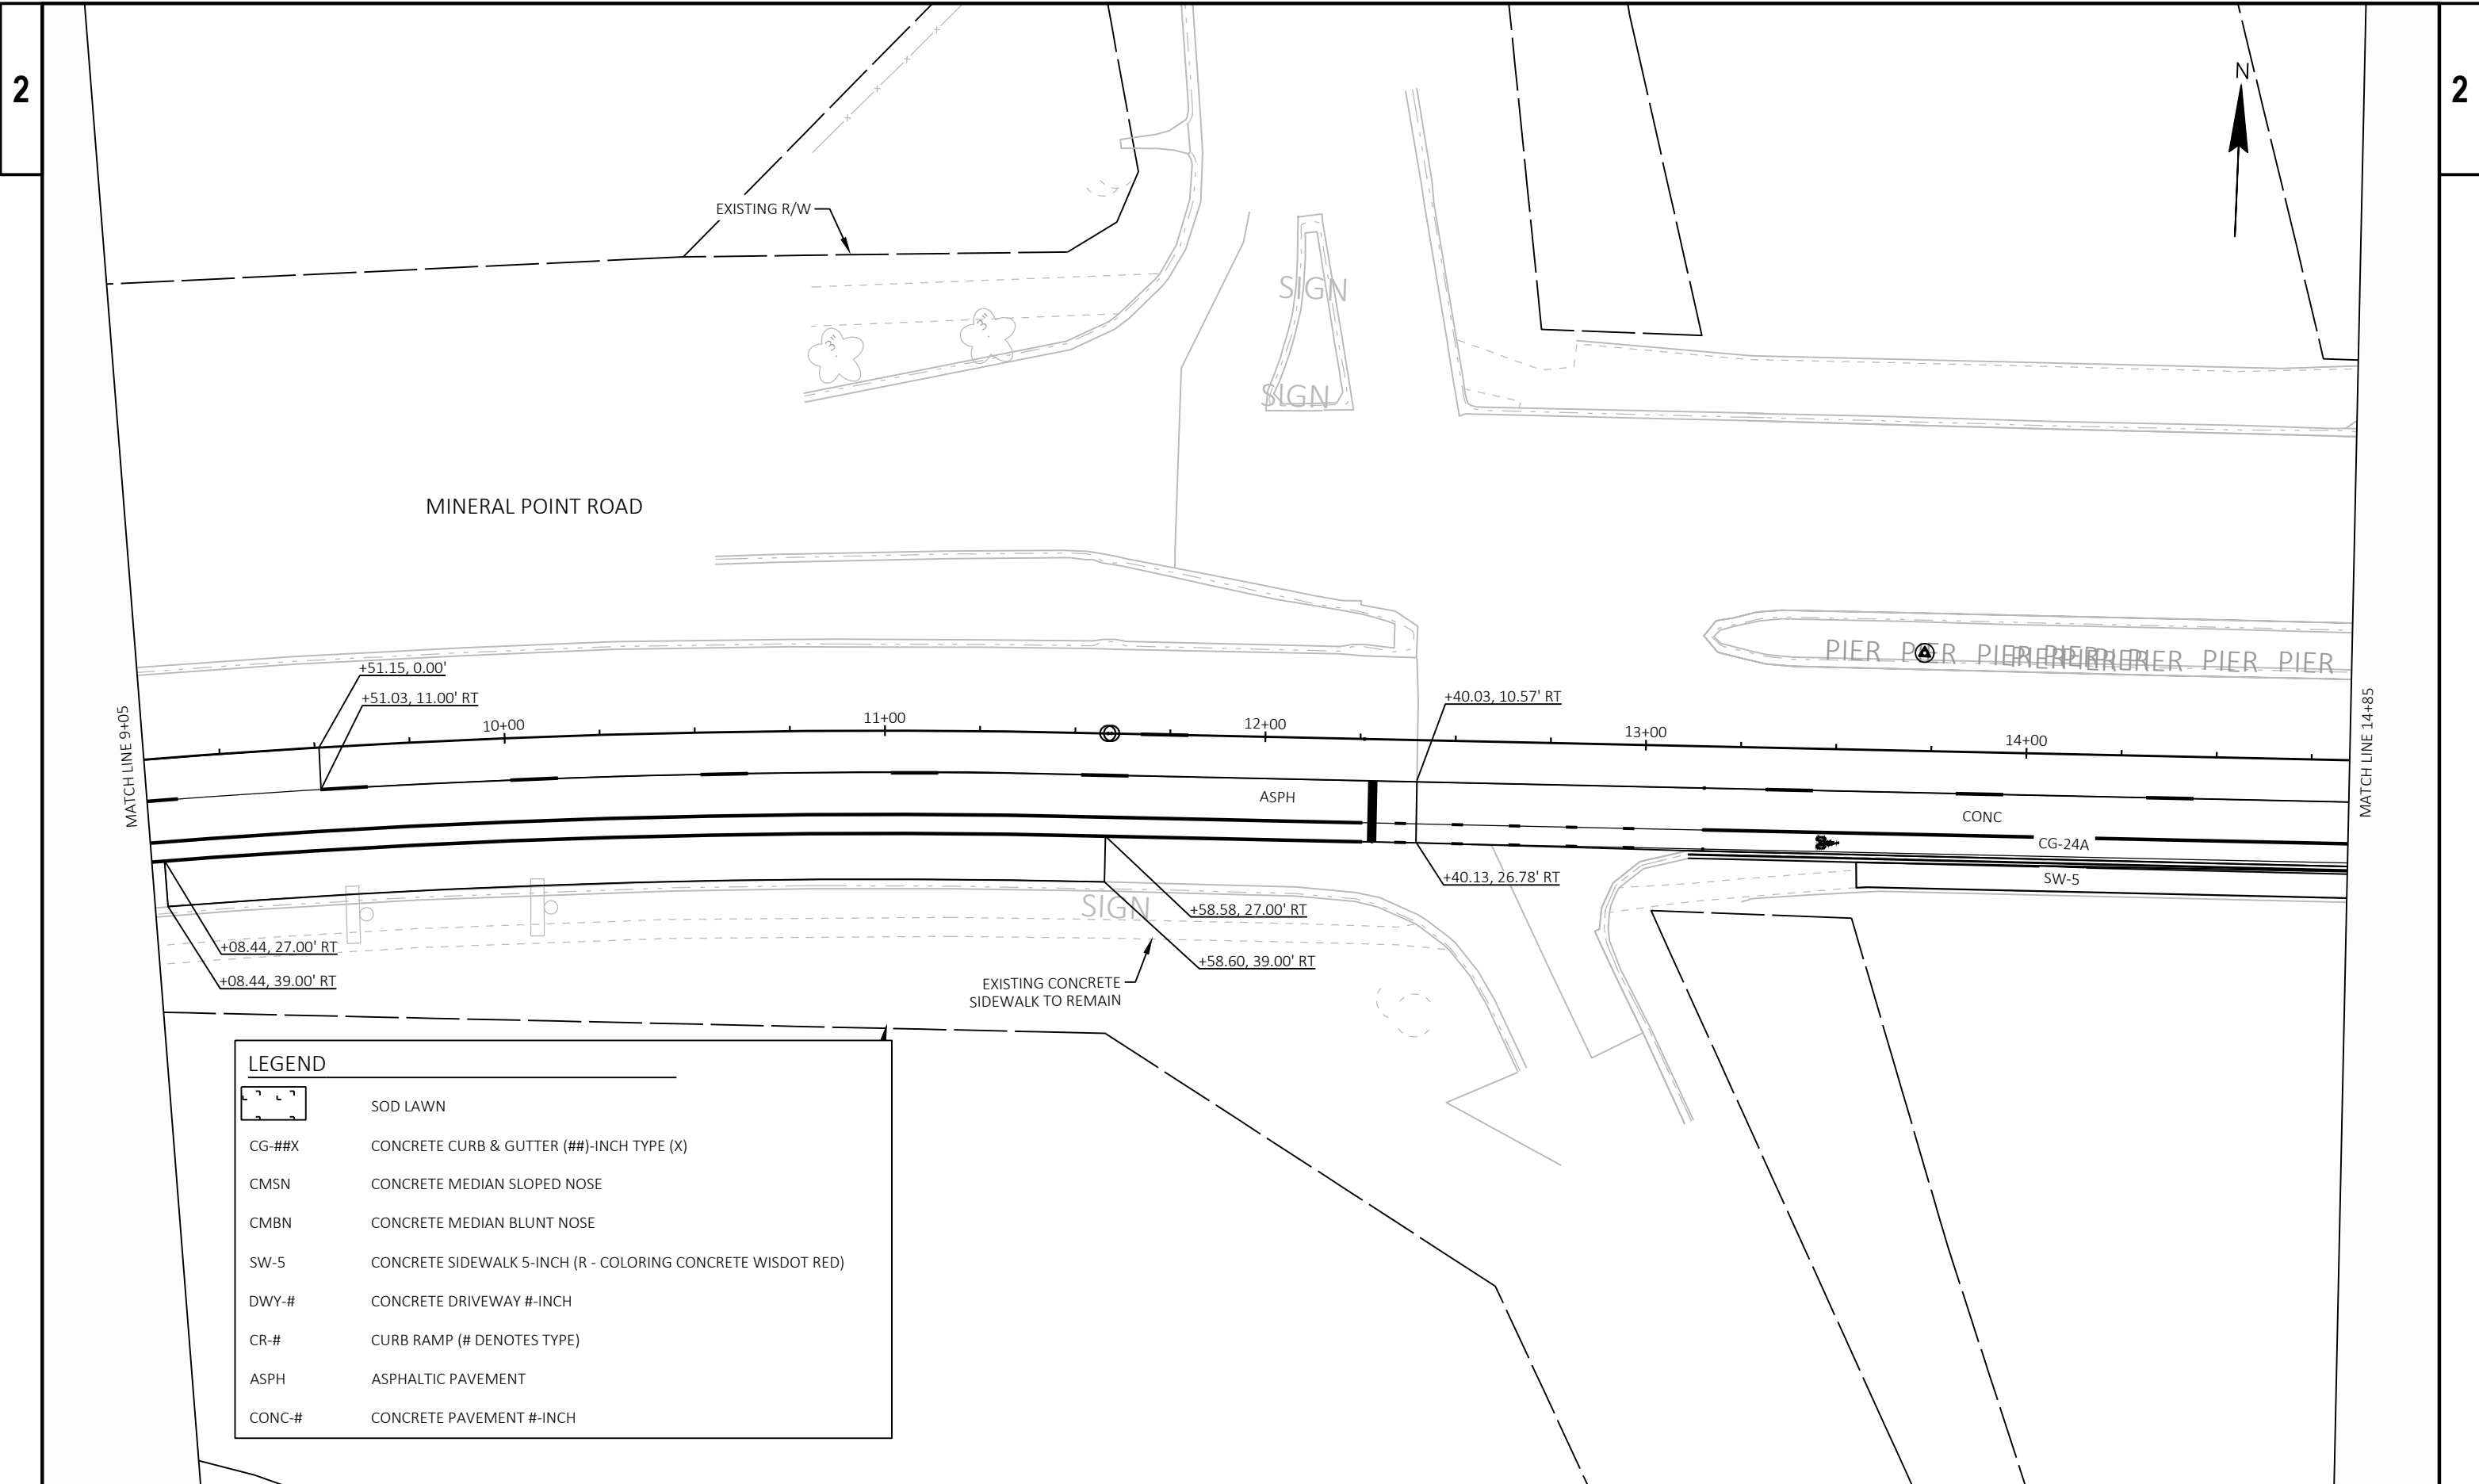 2
2
N
EXISTING R/W
3"
3"
SIGN
SIGN
MINERAL POINT ROAD
PIER PIER PIER PIER PIER PIER
+51.15, 0.00'
+51.03, 11.00' RT
+40.03, 10.57' RT
10+00
11+00
12+00
13+00
14+00
MATCH LINE 9+05
MATCH LINE 14+85
ASPH
CONC
CG-24A
SW-5
+40.13, 26.78' RT
SIGN
+58.58, 27.00' RT
+08.44, 27.00' RT
+58.60, 39.00' RT
+08.44, 39.00' RT
EXISTING CONCRETE
SIDEWALK TO REMAIN
LEGEND
SOD LAWN
CG-##X CONCRETE CURB & GUTTER (##)-INCH TYPE (X)
CMSN CONCRETE MEDIAN SLOPED NOSE
CMBN CONCRETE MEDIAN BLUNT NOSE
SW-5 CONCRETE SIDEWALK 5-INCH (R - COLORING CONCRETE WISDOT RED)
DWY-# CONCRETE DRIVEWAY #-INCH
CR-# CURB RAMP (# DENOTES TYPE)
ASPH ASPHALTIC PAVEMENT
CONC-# CONCRETE PAVEMENT #-INCH